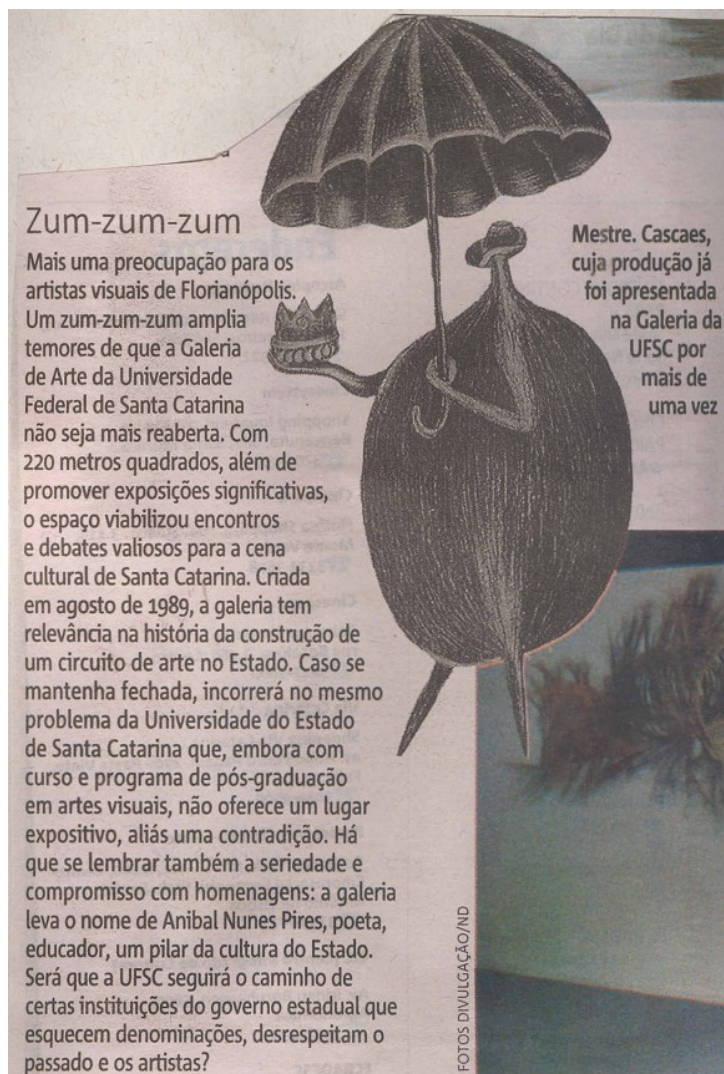 Zum-zum-zum
Mais uma preocupação para os
artistas visuais de Florianópolis.
Um zum-zum-zum amplia
temores de que a Galeria
de Arte da Universidade
Federal de Santa Catarina
não seja mais reaberta. Com
220 metros quadrados, além de
promover exposições significativas,
o espaço viabilizou encontros
e debates valiosos para a cena
cultural de Santa Catarina. Criada
em agosto de 1989, a galeria tem
relevância na história da construção de
um circuito de arte no Estado. Caso se
mantenha fechada, incorrerá no mesmo
problema da Universidade do Estado
de Santa Catarina que, embora com
curso e programa de pós-graduação
em artes visuais, não oferece um lugar
expositivo, aliás uma contradição. Há
que se lembrar também a seriedade e
compromisso com homenagens: a galeria
leva o nome de Anibal Nunes Pires, poeta,
educador, um pilar da cultura do Estado.
Será que a UFSC seguirá o caminho de
certas instituições do governo estadual que
esquecem denominações, desrespeitam o
passado e os artistas?
Mestre. Cascaes,
cuja produção já
foi apresentada
na Galeria da
UFSC por
mais de
uma vez
FOTOS DIVULGAÇÃO/ND